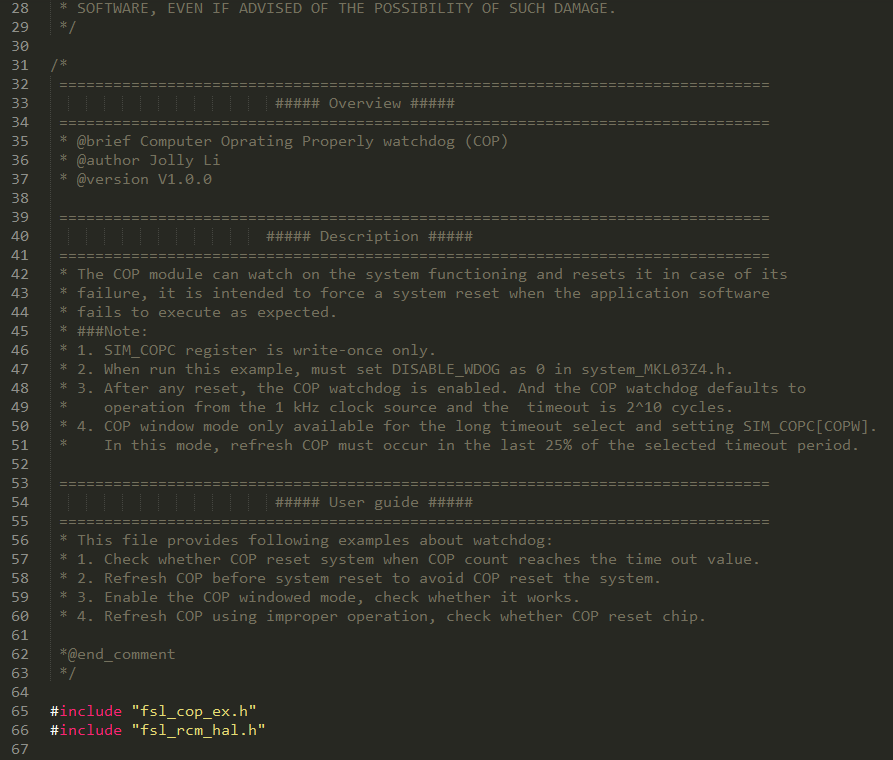 28 * SOFTWARE, EVEN IF ADVISED OF THE POSSIBILITY OF SUCH DAMAGE.
29 */
30
31 /*
32 ===============================================================================
33 ##### Overview #####
34 ===============================================================================
35 * @brief Computer Oprating Properly watchdog (COP)
36 * @author Jolly Li
37 * @version V1.0.0
38
39 ===============================================================================
40 ##### Description #####
41 ===============================================================================
42 * The COP module can watch on the system functioning and resets it in case of its
43 * failure, it is intended to force a system reset when the application software
44 * fails to execute as expected.
45 * ###Note:
46 * 1. SIM_COPC register is write-once only.
47 * 2. When run this example, must set DISABLE_WDOG as 0 in system_MKL03Z4.h.
48 * 3. After any reset, the COP watchdog is enabled. And the COP watchdog defaults to
49 *    operation from the 1 kHz clock source and the  timeout is 2^10 cycles.
50 * 4. COP window mode only available for the long timeout select and setting SIM_COPC[COPW].
51 *    In this mode, refresh COP must occur in the last 25% of the selected timeout period.
52
53 ===============================================================================
54 ##### User guide #####
55 ===============================================================================
56 * This file provides following examples about watchdog:
57 * 1. Check whether COP reset system when COP count reaches the time out value.
58 * 2. Refresh COP before system reset to avoid COP reset the system.
59 * 3. Enable the COP windowed mode, check whether it works.
60 * 4. Refresh COP using improper operation, check whether COP reset chip.
61
62 *@end_comment
63 */
64
65 #include "fsl_cop_ex.h"
66 #include "fsl_rcm_hal.h"
67